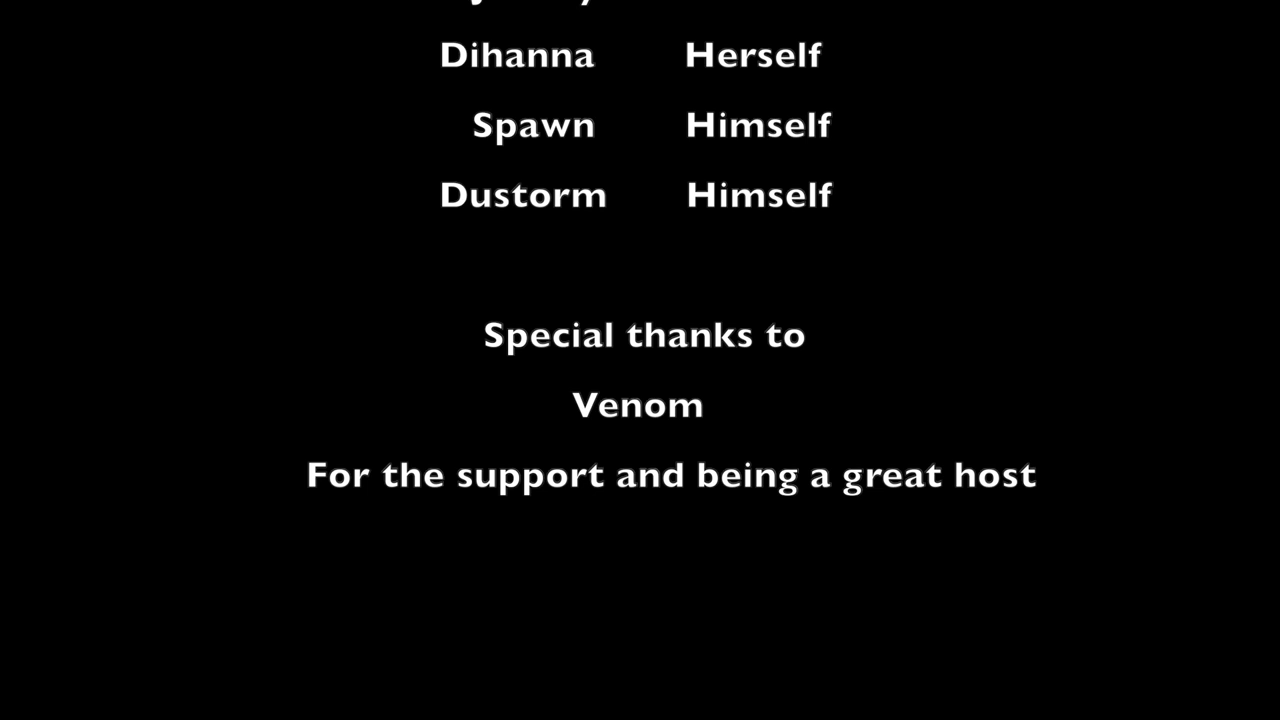 Dihanna Herself
Spawn Himself
Dustorm Himself
Special thanks to
Venom
For the support and being a great host